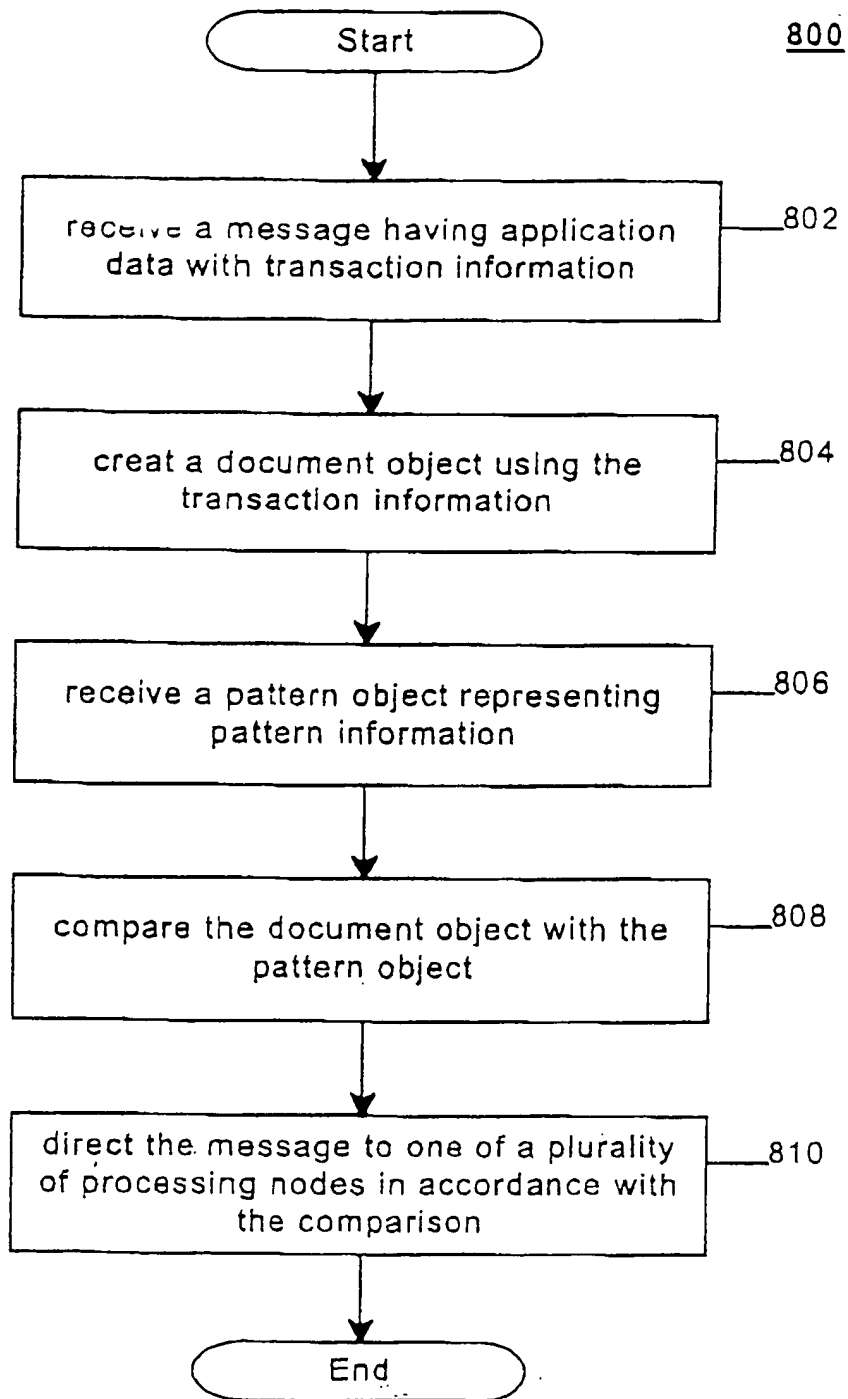 Start
800
receive a message having application
data with transaction information
802
creat a document object using the
transaction information
804
receive a pattern object representing
pattern information
806
compare the document object with the
pattern object
808
direct the message to one of a plurality
of processing nodes in accordance with
the comparison
810
End